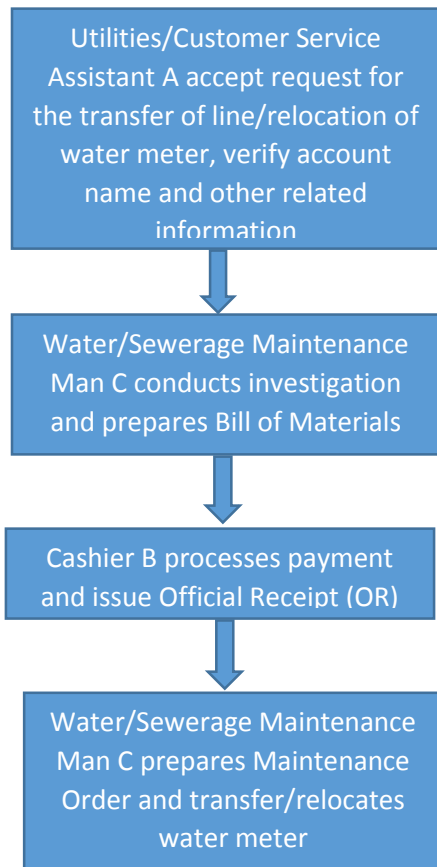 Utilities/Customer Service
Assistant A accept request for
the transfer of line/relocation of
water meter, verify account
name and other related
information
Water/Sewerage Maintenance
Man C conducts investigation
and prepares Bill of Materials
Cashier B processes payment
and issue Official Receipt (OR)
Water/Sewerage Maintenance
Man C prepares Maintenance
Order and transfer/relocates
water meter